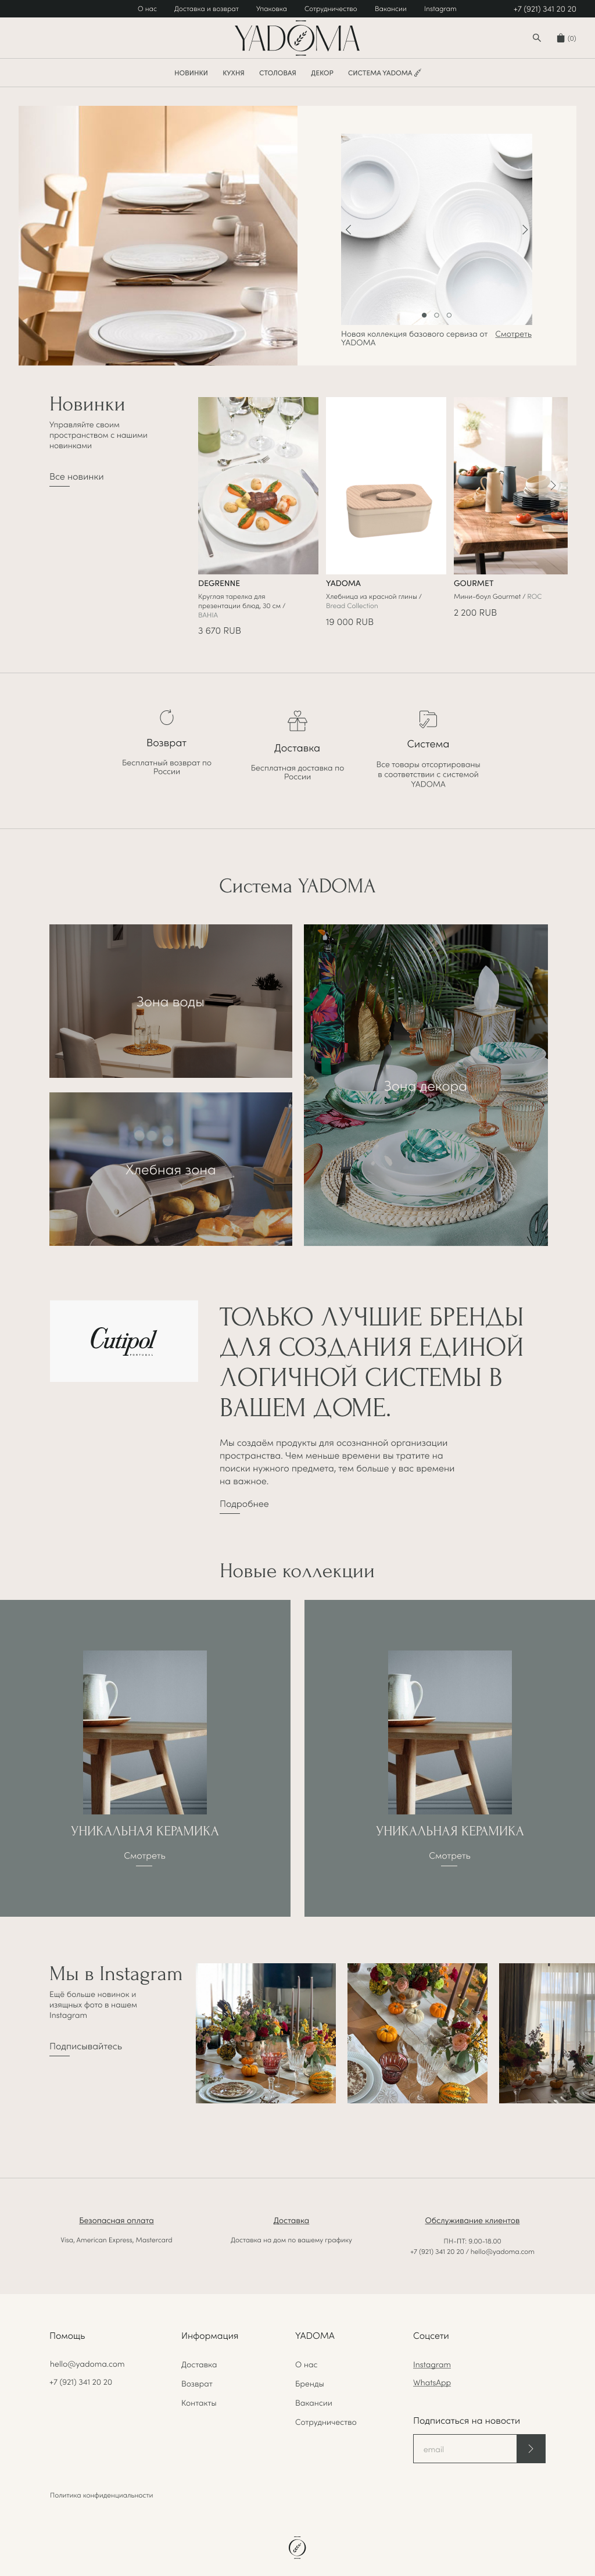 О нас Доставка и возврат Упаковка Сотрудничество Вакансии Instagram +7 (921) 341 20 20
YADOMA
(0)
НОВИНКИ КУХНЯ СТОЛОВАЯ ДЕКОР СИСТЕМА YADOMA
Новая коллекция базового сервиза от
YADOMA
Смотреть
Новинки
Управляйте своим
пространством с нашими
новинками
Все новинки
DEGRENNE
Круглая тарелка для
презентации блюд, 30 см /
BAHIA
3 670 RUB
YADOMA
Хлебница из красной глины /
Bread Collection
19 000 RUB
GOURMET
Мини-боул Gourmet / ROC
2 200 RUB
Возврат
Бесплатный возврат по
России
Доставка
Бесплатная доставка по
России
Система
Все товары отсортированы
в соответствии с системой
YADOMA
Система YADOMA
Зона воды
Зона декора
Хлебная зона
Cutipol
PORTUGAL
ТОЛЬКО ЛУЧШИЕ БРЕНДЫ
ДЛЯ СОЗДАНИЯ ЕДИНОЙ
ЛОГИЧНОЙ СИСТЕМЫ В
ВАШЕМ ДОМЕ.
Мы создаём продукты для осознанной организации
пространства. Чем меньше времени вы тратите на
поиски нужного предмета, тем больше у вас времени
на важное.
Подробнее
Новые коллекции
УНИКАЛЬНАЯ КЕРАМИКА
Смотреть
УНИКАЛЬНАЯ КЕРАМИКА
Смотреть
Мы в Instagram
Ещё больше новинок и
изящных фото в нашем
Instagram
Подписывайтесь
Безопасная оплата
Visa, American Express, Mastercard
Доставка
Доставка на дом по вашему графику
Обслуживание клиентов
ПН-ПТ: 9.00-18.00
+7 (921) 341 20 20 / hello@yadoma.com
Помощь
hello@yadoma.com
+7 (921) 341 20 20
Информация
Доставка
Возврат
Контакты
YADOMA
О нас
Бренды
Вакансии
Сотрудничество
Соцсети
Instagram
WhatsApp
Подписаться на новости
email
Политика конфиденциальности